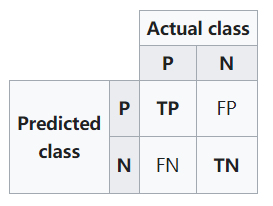 Actual class
P N
Predicted class
P TP FP
N FN TN